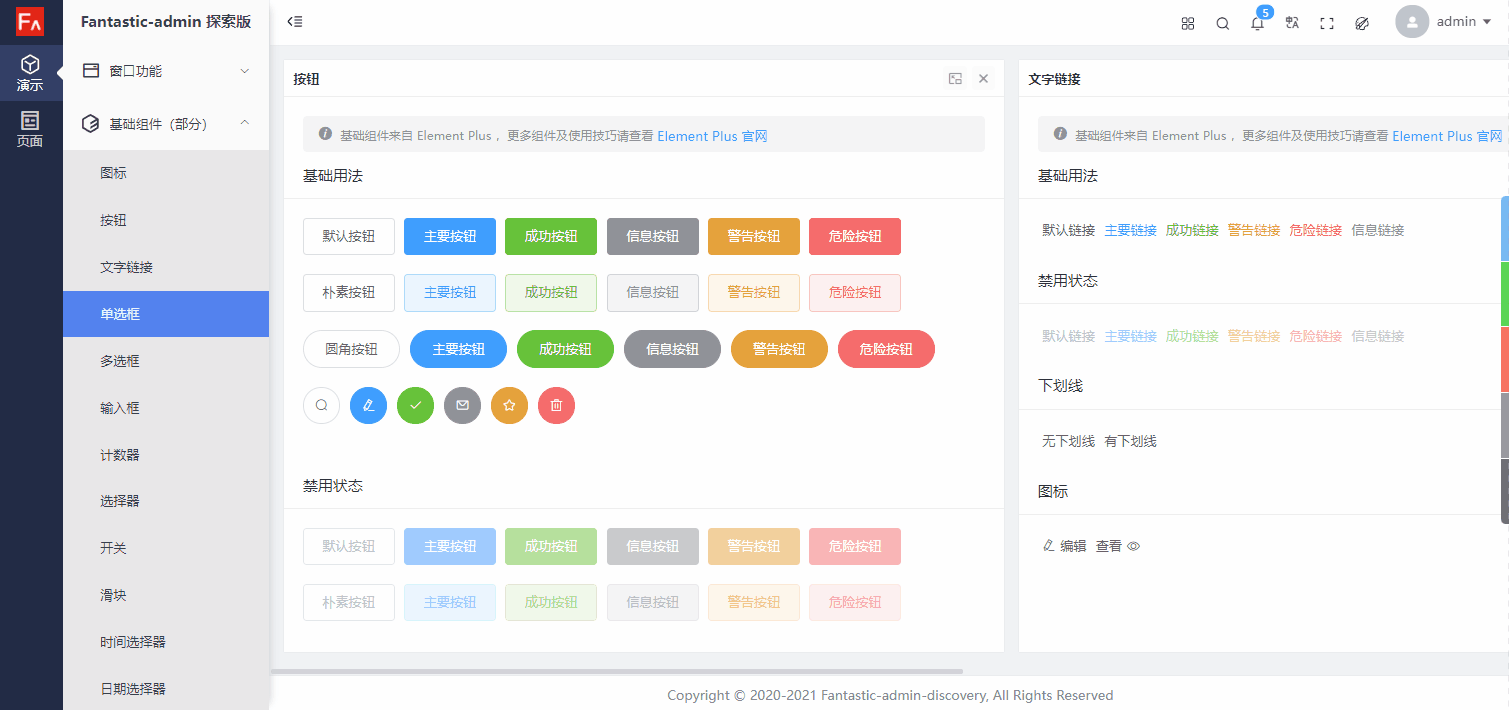 Fantastic-admin 探索版
5
admin
演示
页面
窗口功能
基础组件（部分）
图标
按钮
文字链接
单选框
多选框
输入框
计数器
选择器
开关
滑块
时间选择器
日期选择器
按钮
基础组件来自 Element Plus ，更多组件及使用技巧请查看 Element Plus 官网
基础用法
默认按钮 主要按钮 成功按钮 信息按钮 警告按钮 危险按钮
朴素按钮 主要按钮 成功按钮 信息按钮 警告按钮 危险按钮
圆角按钮 主要按钮 成功按钮 信息按钮 警告按钮 危险按钮
禁用状态
默认按钮 主要按钮 成功按钮 信息按钮 警告按钮 危险按钮
朴素按钮 主要按钮 成功按钮 信息按钮 警告按钮 危险按钮
文字链接
基础组件来自 Element Plus ，更多组件及使用技巧请查看 Element Plus 官网
基础用法
默认链接 主要链接 成功链接 警告链接 危险链接 信息链接
禁用状态
默认链接 主要链接 成功链接 警告链接 危险链接 信息链接
下划线
无下划线 有下划线
图标
编辑 查看
Copyright © 2020-2021 Fantastic-admin-discovery, All Rights Reserved